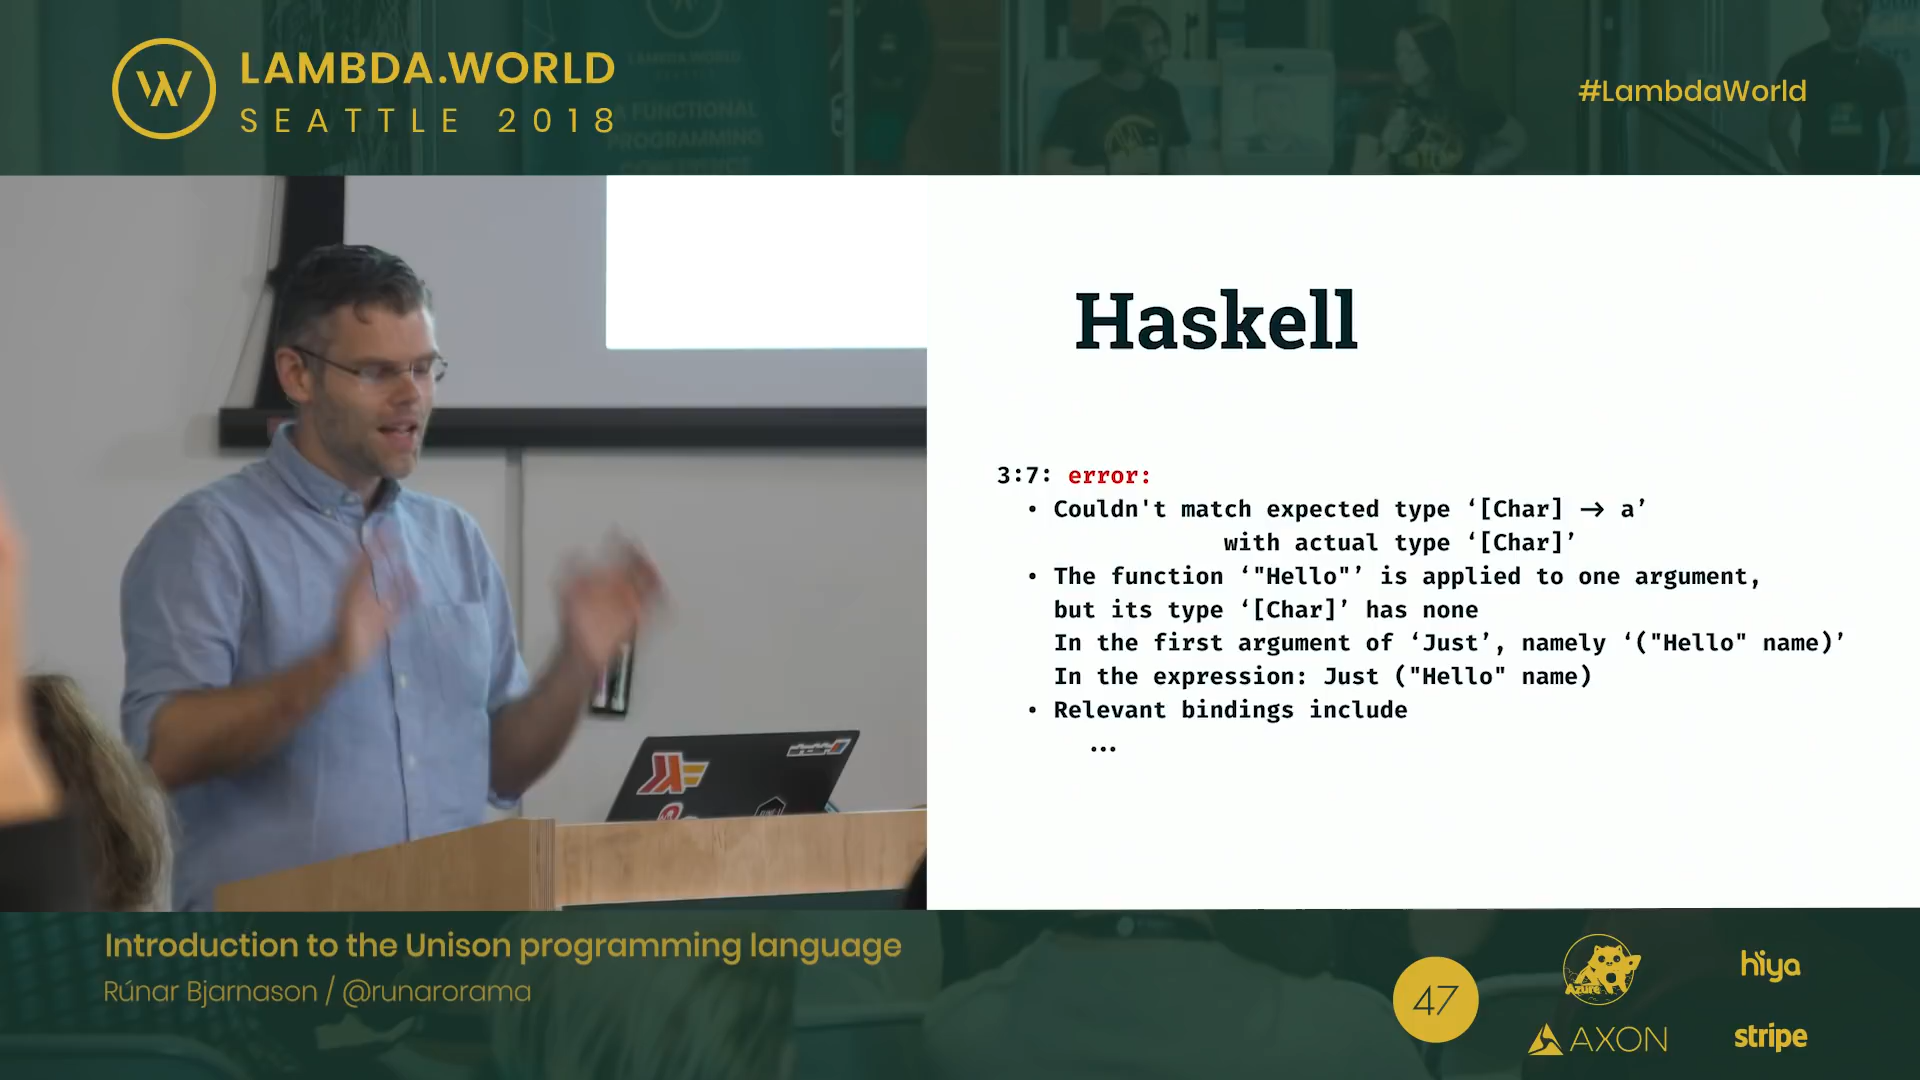 LAMBDA.WORLD
SEATTLE 2018
#LambdaWorld
A FUNCTIONAL
PROGRAMMING
CONFERENCE
Haskell
3:7: error:
• Couldn't match expected type ‘[Char] → a’
with actual type ‘[Char]’
• The function ‘"Hello"’ is applied to one argument,
but its type ‘[Char]’ has none
In the first argument of ‘Just’, namely ‘("Hello" name)’
In the expression: Just ("Hello" name)
• Relevant bindings include
...
Introduction to the Unison programming language
Rúnar Bjarnason / @runarorama
47
Azure
hiya
AXON
stripe